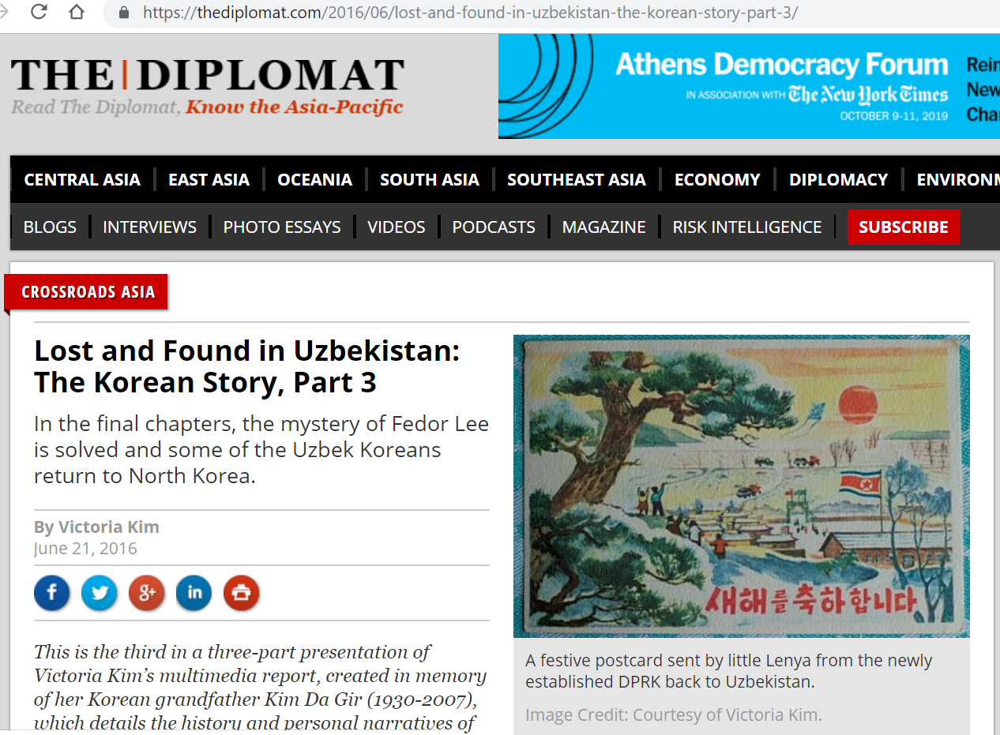 https://thediplomat.com/2016/06/lost-and-found-in-uzbekistan-the-korean-story-part-3/
THE|DIPLOMAT
Read The Diplomat, Know the Asia-Pacific
Athens Democracy Forum
IN ASSOCIATION WITH The New York Times
OCTOBER 9-11, 2019
Rein
New
Cha
CENTRAL ASIA
EAST ASIA
OCEANIA
SOUTH ASIA
SOUTHEAST ASIA
ECONOMY
DIPLOMACY
ENVIRONM
BLOGS
INTERVIEWS
PHOTO ESSAYS
VIDEOS
PODCASTS
MAGAZINE
RISK INTELLIGENCE
SUBSCRIBE
CROSSROADS ASIA
Lost and Found in Uzbekistan:
The Korean Story, Part 3
In the final chapters, the mystery of Fedor Lee
is solved and some of the Uzbek Koreans
return to North Korea.
By Victoria Kim
June 21, 2016
f
g+
in
This is the third in a three-part presentation of
Victoria Kim’s multimedia report, created in memory
of her Korean grandfather Kim Da Gir (1930-2007),
which details the history and personal narratives of
새해를 축하합니다
A festive postcard sent by little Lenya from the newly
established DPRK back to Uzbekistan.
Image Credit: Courtesy of Victoria Kim.